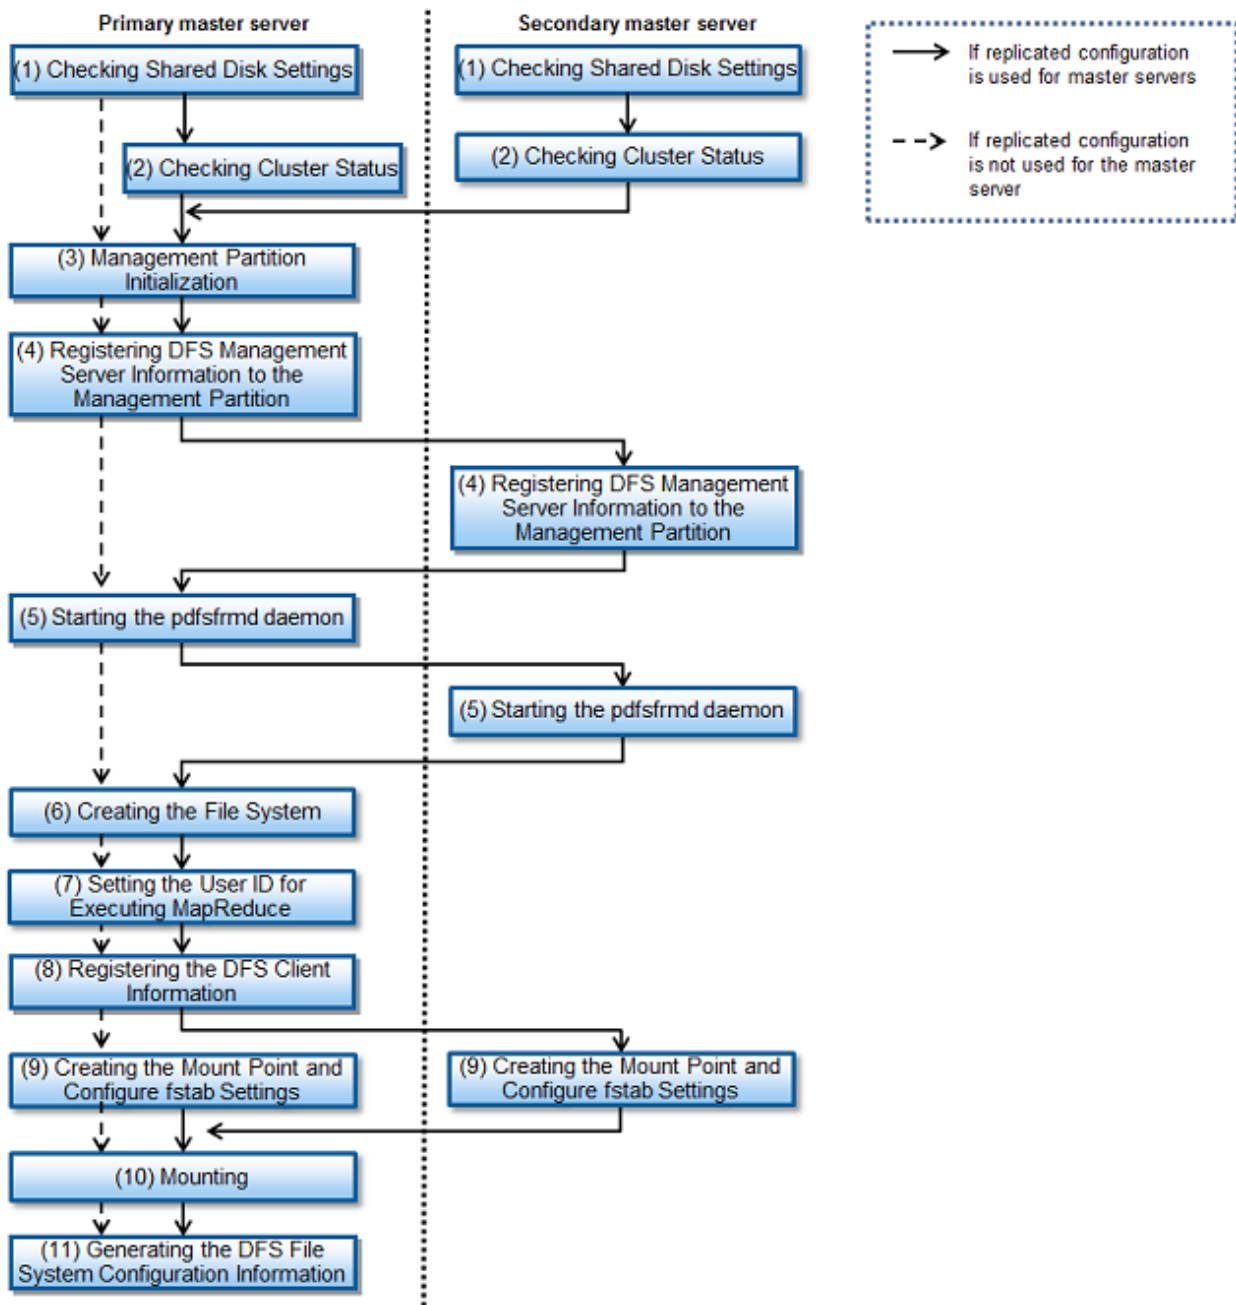 Primary master server
Secondary master server
(1) Checking Shared Disk Settings
(1) Checking Shared Disk Settings
If replicated configuration
is used for master servers
If replicated configuration
is not used for the master
server
(2) Checking Cluster Status
(2) Checking Cluster Status
(3) Management Partition
Initialization
(4) Registering DFS Management
Server Information to the
Management Partition
(4) Registering DFS Management
Server Information to the
Management Partition
(5) Starting the pdfsfrmd daemon
(5) Starting the pdfsfrmd daemon
(6) Creating the File System
(7) Setting the User ID for
Executing MapReduce
(8) Registering the DFS Client
Information
(9) Creating the Mount Point and
Configure fstab Settings
(9) Creating the Mount Point and
Configure fstab Settings
(10) Mounting
(11) Generating the DFS File
System Configuration Information